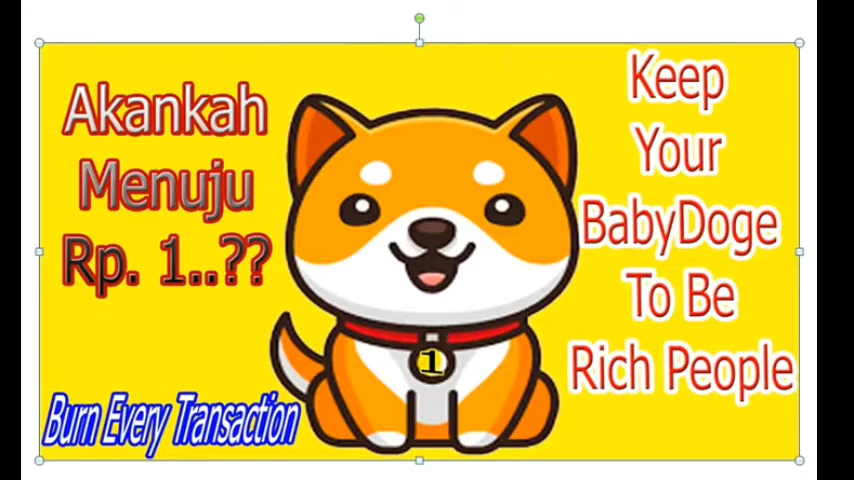 Akankah
Menuju
Rp. 1..??
Keep
Your
BabyDoge
To Be
Rich People
1
Burn Every Transaction